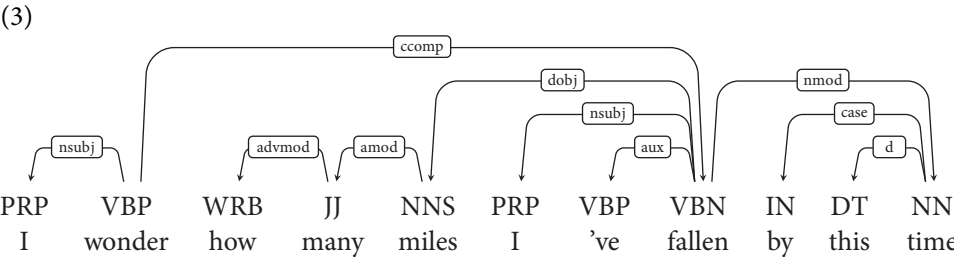 (3)
ccomp
dobj nmod
nsubj case
nsubj advmod amod aux d
PRP VBP WRB JJ NNS PRP VBP VBN IN DT NN
I wonder how many miles I 've fallen by this time